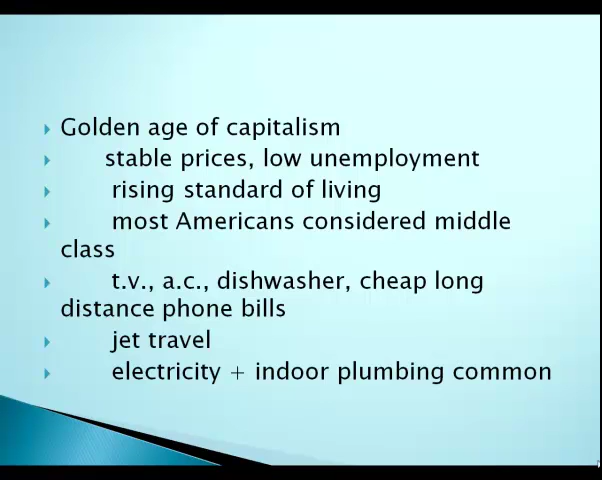 Golden age of capitalism
stable prices, low unemployment
rising standard of living
most Americans considered middle
class
t.v., a.c., dishwasher, cheap long
distance phone bills
jet travel
electricity + indoor plumbing common